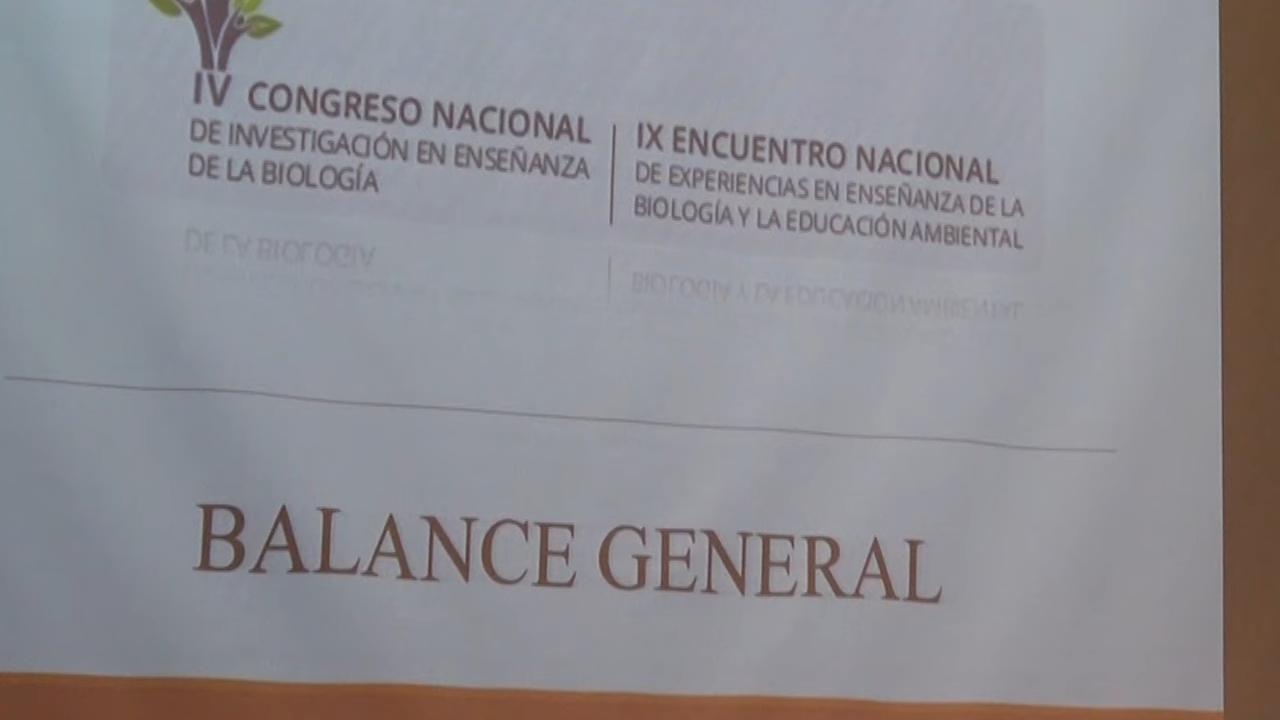 IV CONGRESO NACIONAL
DE INVESTIGACIÓN EN ENSEÑANZA
DE LA BIOLOGÍA
IX ENCUENTRO NACIONAL
DE EXPERIENCIAS EN ENSEÑANZA DE LA
BIOLOGÍA Y LA EDUCACIÓN AMBIENTAL
BALANCE GENERAL